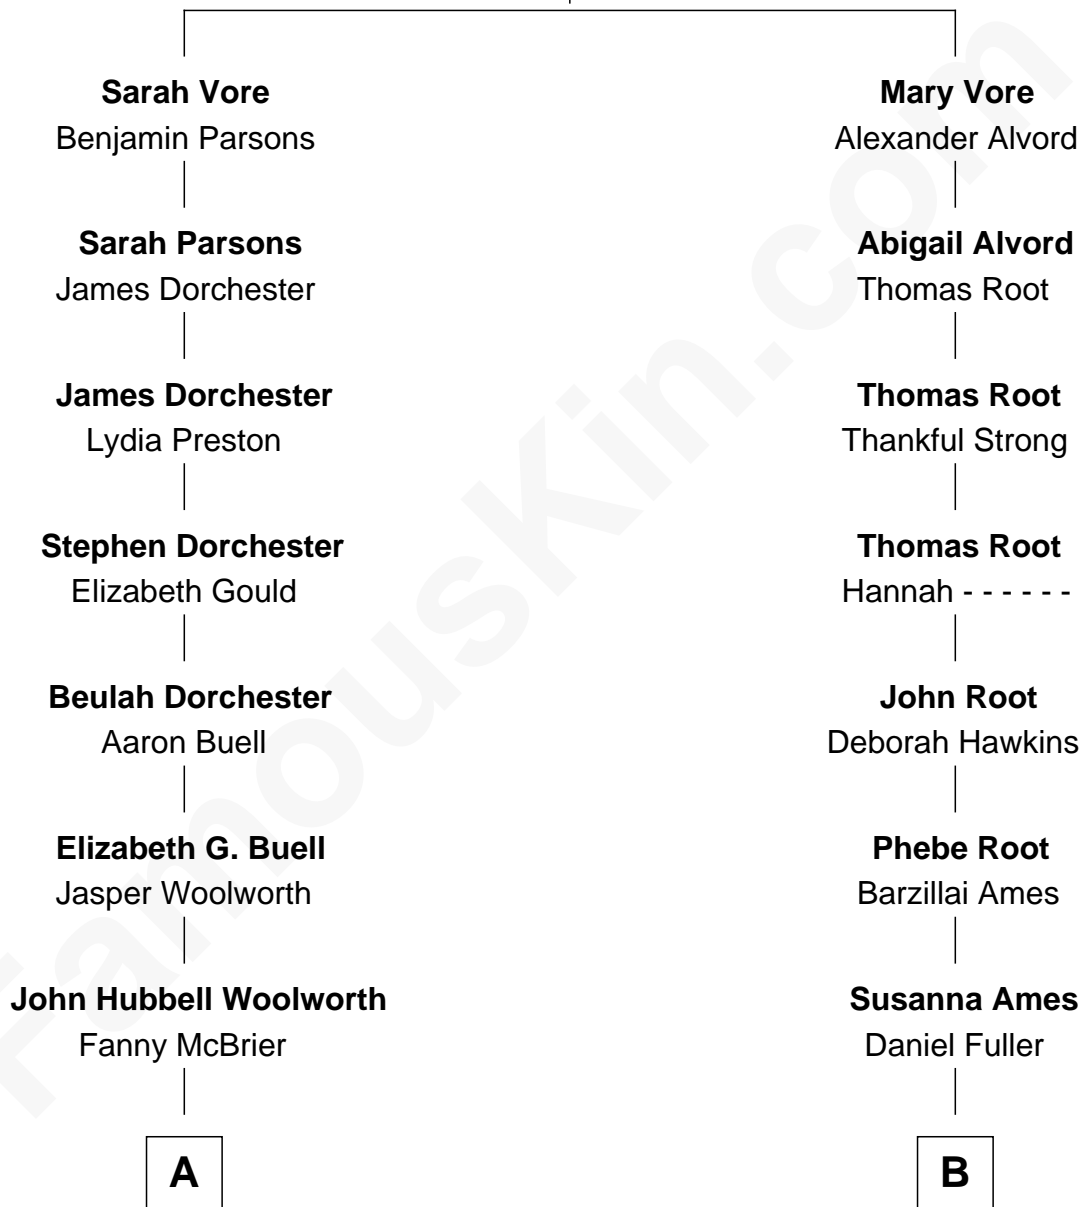 Sarah Vore
Benjamin Parsons
Sarah Parsons
James Dorchester
James Dorchester
Lydia Preston
Stephen Dorchester
Elizabeth Gould
Beulah Dorchester
Aaron Buell
Elizabeth G. Buell
Jasper Woolworth
John Hubbell Woolworth
Fanny McBrier
A
Mary Vore
Alexander Alvord
Abigail Alvord
Thomas Root
Thomas Root
Thankful Strong
Thomas Root
Hannah - - - - - -
John Root
Deborah Hawkins
Phebe Root
Barzillai Ames
Susanna Ames
Daniel Fuller
B
FamousKin.com